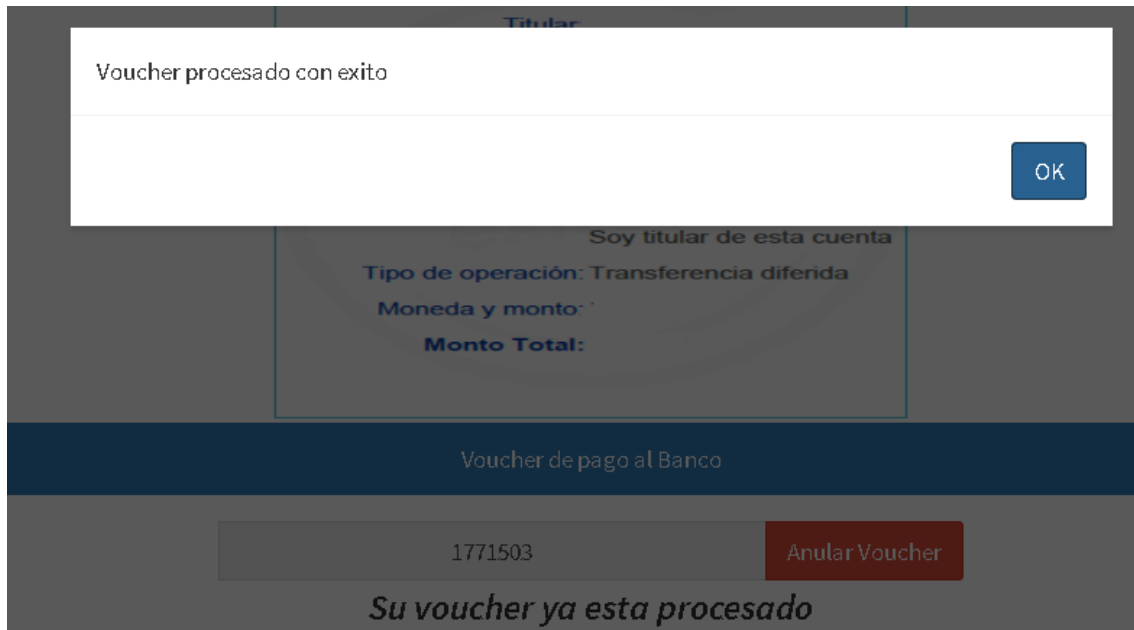 Titular:
Voucher procesado con exito
OK
Soy titular de esta cuenta
Tipo de operación: Transferencia diferida
Moneda y monto:
Monto Total:
Voucher de pago al Banco
1771503 Anular Voucher
Su voucher ya esta procesado